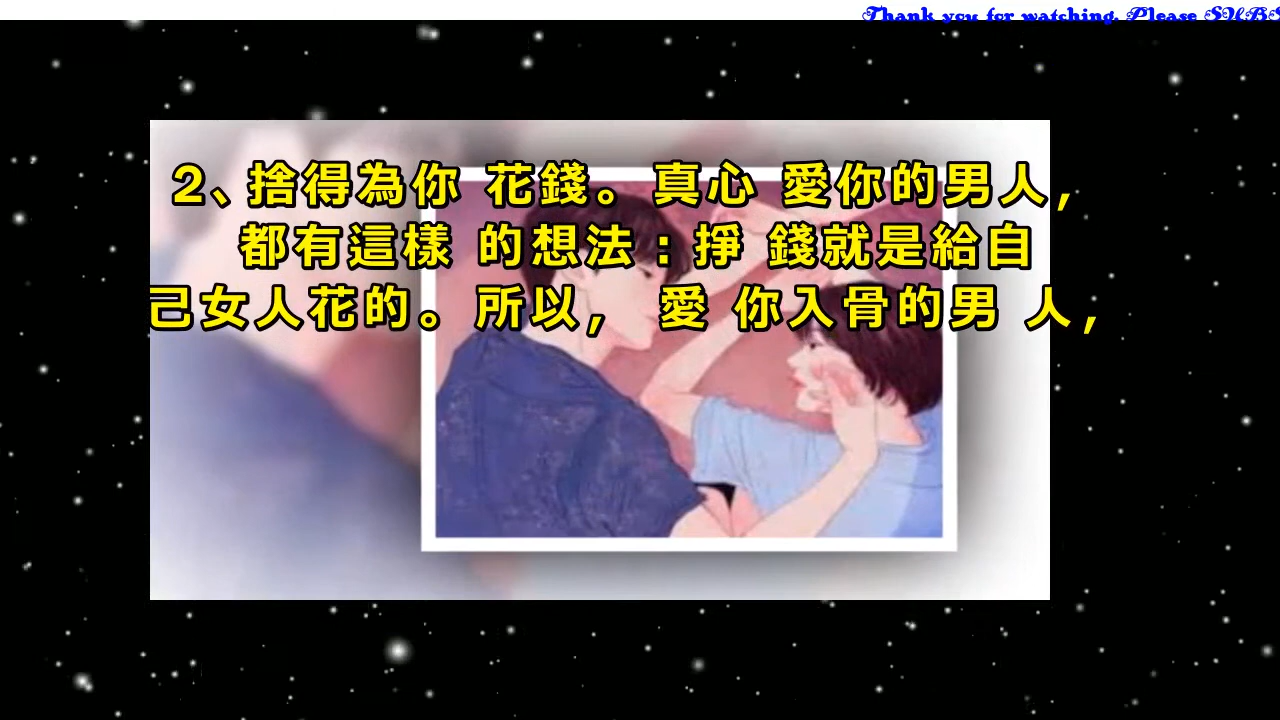 Thank you for watching. Please SUBS
2、捨得為你 花錢。真心 愛你的男人，
都有這樣 的想法：掙 錢就是給自
己女人花的。所以， 愛 你入骨的男 人，